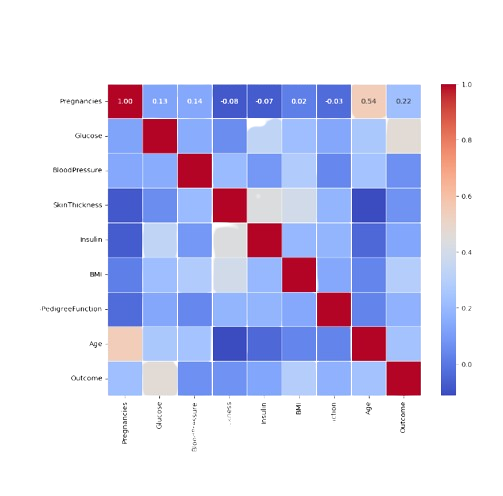 Pregnancies 1.00 0.13 0.14 -0.08 -0.07 0.02 -0.03 0.54 0.22
Glucose
BloodPressure
SkinThickness
Insulin
BMI
PedigreeFunction
Age
Outcome
1.0
0.8
0.6
0.4
0.2
0.0
Pregnancies
Glucose
Insulin
BMI
Age
Outcome